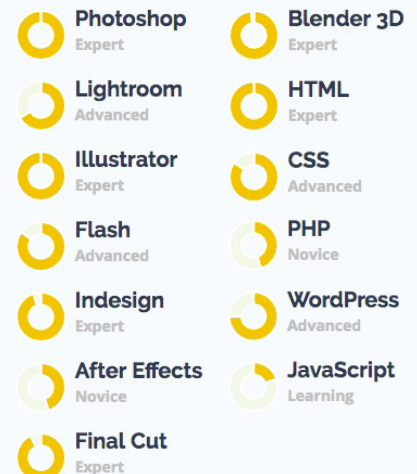 Photoshop
Expert
Lightroom
Advanced
Illustrator
Expert
Flash
Advanced
Indesign
Expert
After Effects
Novice
Final Cut
Expert
Blender 3D
Expert
HTML
Expert
CSS
Advanced
PHP
Novice
WordPress
Advanced
JavaScript
Learning